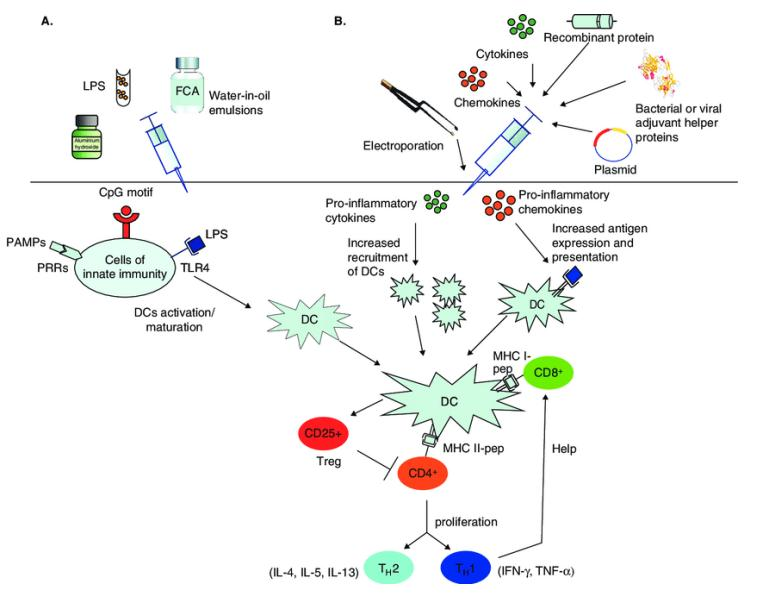 A.
B.
LPS
FCA
Water-in-oil
emulsions
Aluminium
hydroxide
Recombinant protein
Cytokines
Chemokines
Electroporation
Bacterial or viral
adjuvant helper
proteins
Plasmid
CpG motif
PAMPs
PRRs
Cells of
innate immunity
LPS
TLR4
DCs activation/
maturation
DC
Pro-inflammatory
cytokines
Pro-inflammatory
chemokines
Increased
recruitment
of DCs
Increased antigen
expression and
presentation
DC
DC
MHC I-
pep
CD8+
CD25+
Treg
MHC II-pep
CD4+
Help
proliferation
(IL-4, IL-5, IL-13)
TH2
TH1
(IFN-γ, TNF-α)